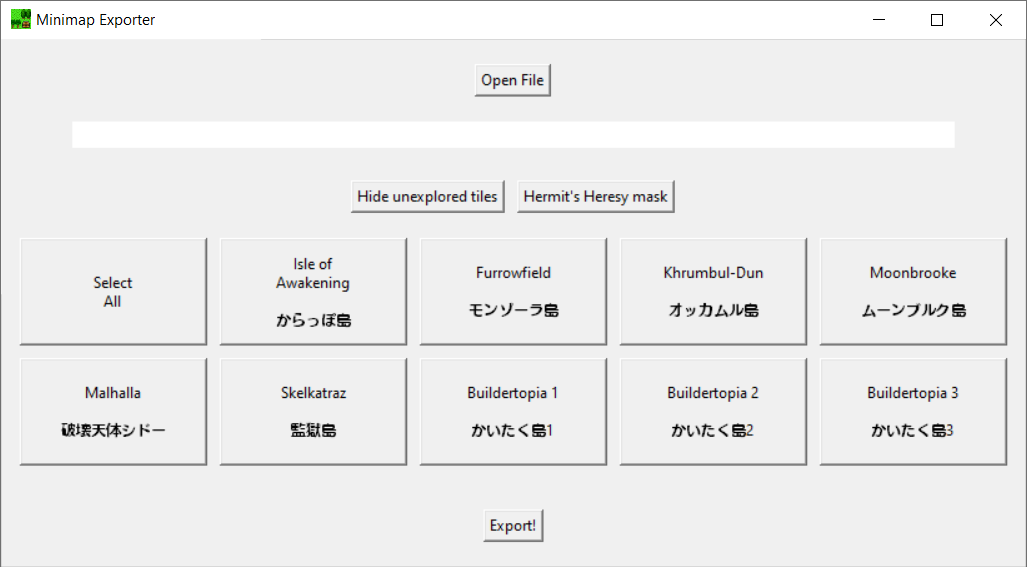 Minimap Exporter
Open File
Hide unexplored tiles
Hermit's Heresy mask
Select
All
Isle of
Awakening
からっぽ島
Furrowfield
モンゾーラ島
Khrumbul-Dun
オッカムル島
Moonbrooke
ムーンブルク島
Malhalla
破壊天体シドー
Skelkatraz
監獄島
Buildertopia 1
かいたく島1
Buildertopia 2
かいたく島2
Buildertopia 3
かいたく島3
Export!